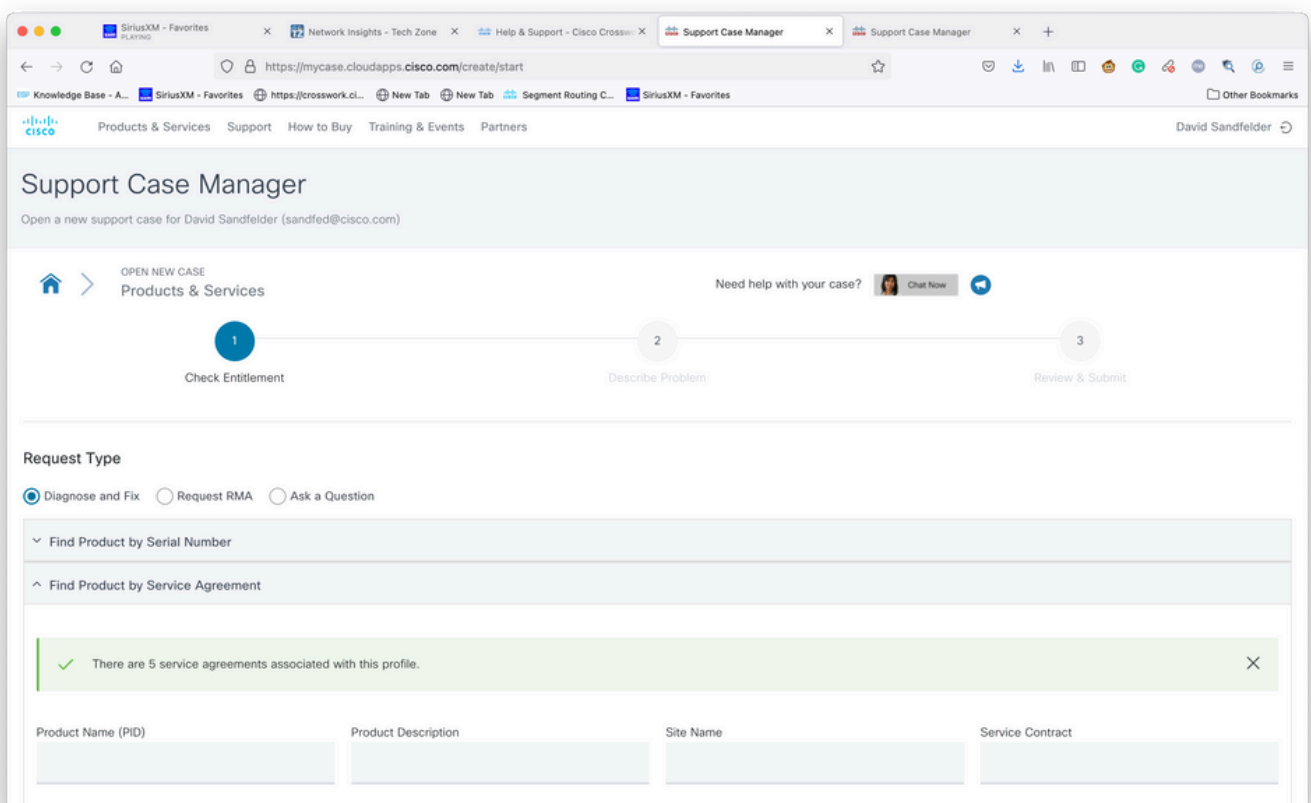 SiriusXM - Favorites
PLAYING
Network Insights - Tech Zone
Help & Support - Cisco Crossw
Support Case Manager
Support Case Manager
https://mycase.cloudapps.cisco.com/create/start
ESP Knowledge Base - A... SiriusXM - Favorites https://crosswork.ci... New Tab New Tab Segment Routing C... SiriusXM - Favorites Other Bookmarks
CISCO Products & Services Support How to Buy Training & Events Partners David Sandfelder
Support Case Manager
Open a new support case for David Sandfelder (sandfed@cisco.com)
OPEN NEW CASE
Products & Services
Need help with your case? Chat Now
1 2 3
Check Entitlement Describe Problem Review & Submit
Request Type
Diagnose and Fix Request RMA Ask a Question
Find Product by Serial Number
Find Product by Service Agreement
There are 5 service agreements associated with this profile.
Product Name (PID) Product Description Site Name Service Contract